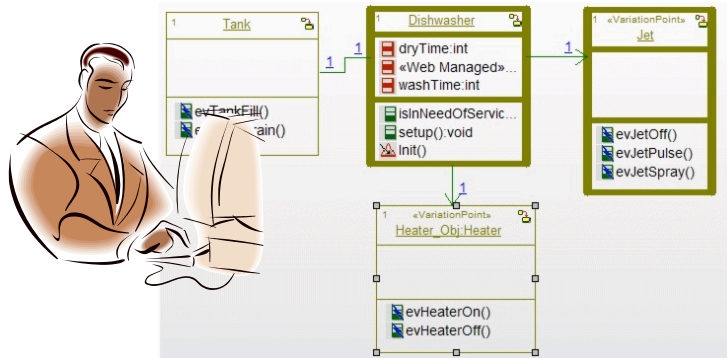 1
Tank
evTankFill()
rain()
1
1
1
Dishwasher
dryTime:int
«Web Managed»...
washTime:int
isInNeedOfServic...
setup():void
Init()
1
1 «VariationPoint»
Jet
evJetOff()
evJetPulse()
evJetSpray()
1
1 «VariationPoint»
Heater_Obj:Heater
evHeaterOn()
evHeaterOff()